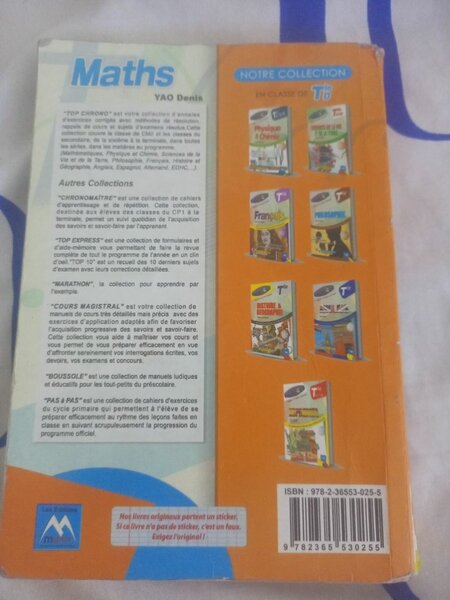 Maths
YAO Denis
"TOP CHRONO" est votre collection d'annales
d'exercices corrigés avec méthodes de résolution,
rappels de cours et sujets d'examens résolus.Cette
collection couvre la classe de CM2 et les classes du
secondaire, de la sixième à la terminale, dans toutes
les séries, dans les matières au programme :
(Mathématiques, Physique et Chimie, Sciences de la
Vie et de la Terre, Philosophie, Français, Histoire et
Géographie, Anglais, Espagnol, Allemand, EDHC,...).
Autres Collections
"CHRONOMAÎTRE" est une collection de cahiers
d'apprentissage et de répétition. Cette collection,
destinée aux élèves des classes du CP1 à la
terminale, permet un suivi quotidien de l'acquisition
des savoirs et savoir-faire par l'apprenant.
"TOP EXPRESS" est une collection de formulaires et
d'aide-mémoire vous permettant de faire la revue
complète de tout le programme de l'année en un clin
d'oeil."TOP 10" est un recueil des 10 derniers sujets
d'examen avec leurs corrections détaillées.
"MARATHON", la collection pour apprendre par
l'exemple.
"COURS MAGISTRAL" est votre collection de
manuels de cours très détaillés mais précis avec des
exercices d'application adaptés afin de favoriser
l'acquisition progressive des savoirs et savoir-faire.
Cette collection vous aide à maîtriser vos cours et
vous permet de vous préparer efficacement en vue
d'affronter sereinement vos interrogations écrites, vos
devoirs, vos examens et concours.
"BOUSSOLE" est une collection de manuels ludiques
et éducatifs pour les tout-petits du préscolaire.
"PAS à PAS" est une collection de cahiers d'exercices
du cycle primaire qui permettent à l'élève de se
préparer efficacement au rythme des leçons faites en
classe en suivant scrupuleusement la progression du
programme officiel.
Les Editions
Nos livres originaux portent un sticker.
Si ce livre n'a pas de sticker, c'est un faux.
Exigez l'original !
NOTRE COLLECTION
EN CLASSE DE Tle D
Physique
& Chimie
Français
PHILOSOPHIE
HISTOIRE &
GEOGRAPHIE
ISBN : 978-2-36553-025-5
9 782365 530255